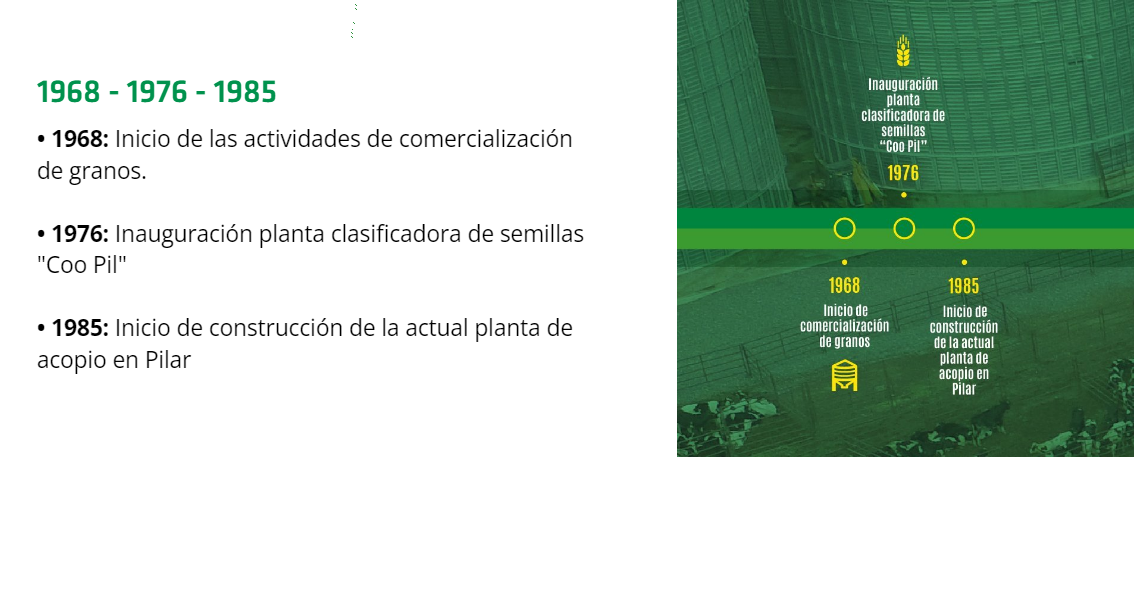 1968 - 1976 - 1985
• 1968: Inicio de las actividades de comercialización
de granos.
• 1976: Inauguración planta clasificadora de semillas
"Coo Pil"
• 1985: Inicio de construcción de la actual planta de
acopio en Pilar
Inauguración
planta
clasificadora de
semillas
“Coo Pil”
1976
1968
Inicio de
comercialización
de granos
1985
Inicio de
construcción
de la actual
planta de
acopio en
Pilar